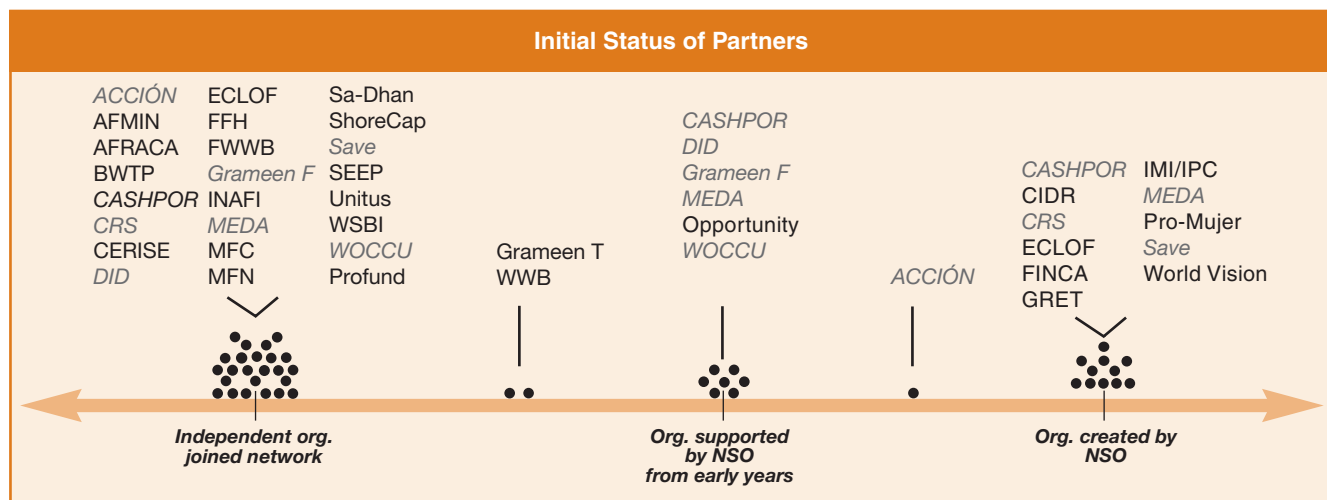 Initial Status of Partners
ACCIÓN
AFMIN
AFRACA
BWTP
CASHPOR
CRS
CERISE
DID
ECLOF
FFH
FWWB
Grameen F
INAFI
MEDA
MFC
MFN
Sa-Dhan
ShoreCap
Save
SEEP
Unitus
WSBI
WOCCU
Profund
Grameen T
WWB
CASHPOR
DID
Grameen F
MEDA
Opportunity
WOCCU
ACCIÓN
CASHPOR
CIDR
CRS
ECLOF
FINCA
GRET
IMI/IPC
MEDA
Pro-Mujer
Save
World Vision
Independent org.
joined network
Org. supported
by NSO
from early years
Org. created by
NSO